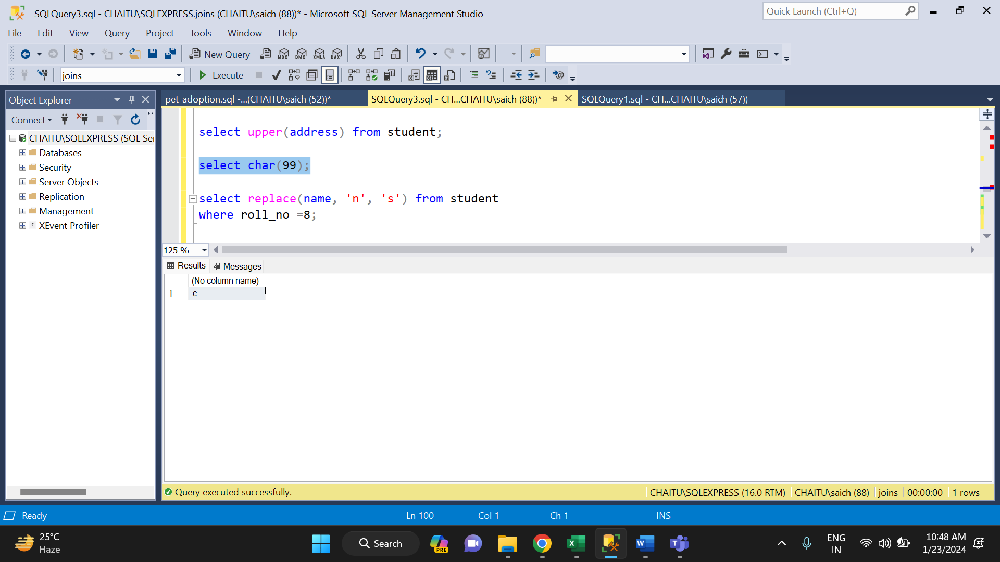 SQLQuery3.sql - CHAITU\SQLEXPRESS.joins (CHAITU\saich (88))* - Microsoft SQL Server Management Studio
Quick Launch (Ctrl+Q)
File Edit View Query Project Tools Window Help
New Query MDX DMX XMLA DAX
joins Execute
Object Explorer
pet_adoption.sql -...(CHAITU\saich (52))* SQLQuery3.sql - CH...CHAITU\saich (88))* SQLQuery1.sql - CH...CHAITU\saich (57))
Connect
CHAITU\SQLEXPRESS (SQL Ser
Databases
Security
Server Objects
Replication
Management
XEvent Profiler
select upper(address) from student;
select char(99);
select replace(name, 'n', 's') from student
where roll_no =8;
125 %
Results Messages
(No column name)
1 c
Query executed successfully. CHAITU\SQLEXPRESS (16.0 RTM) CHAITU\saich (88) joins 00:00:00 1 rows
Ready Ln 100 Col 1 Ch 1 INS
25°C
Haze
Search
PRE
ENG
IN
10:48 AM
1/23/2024